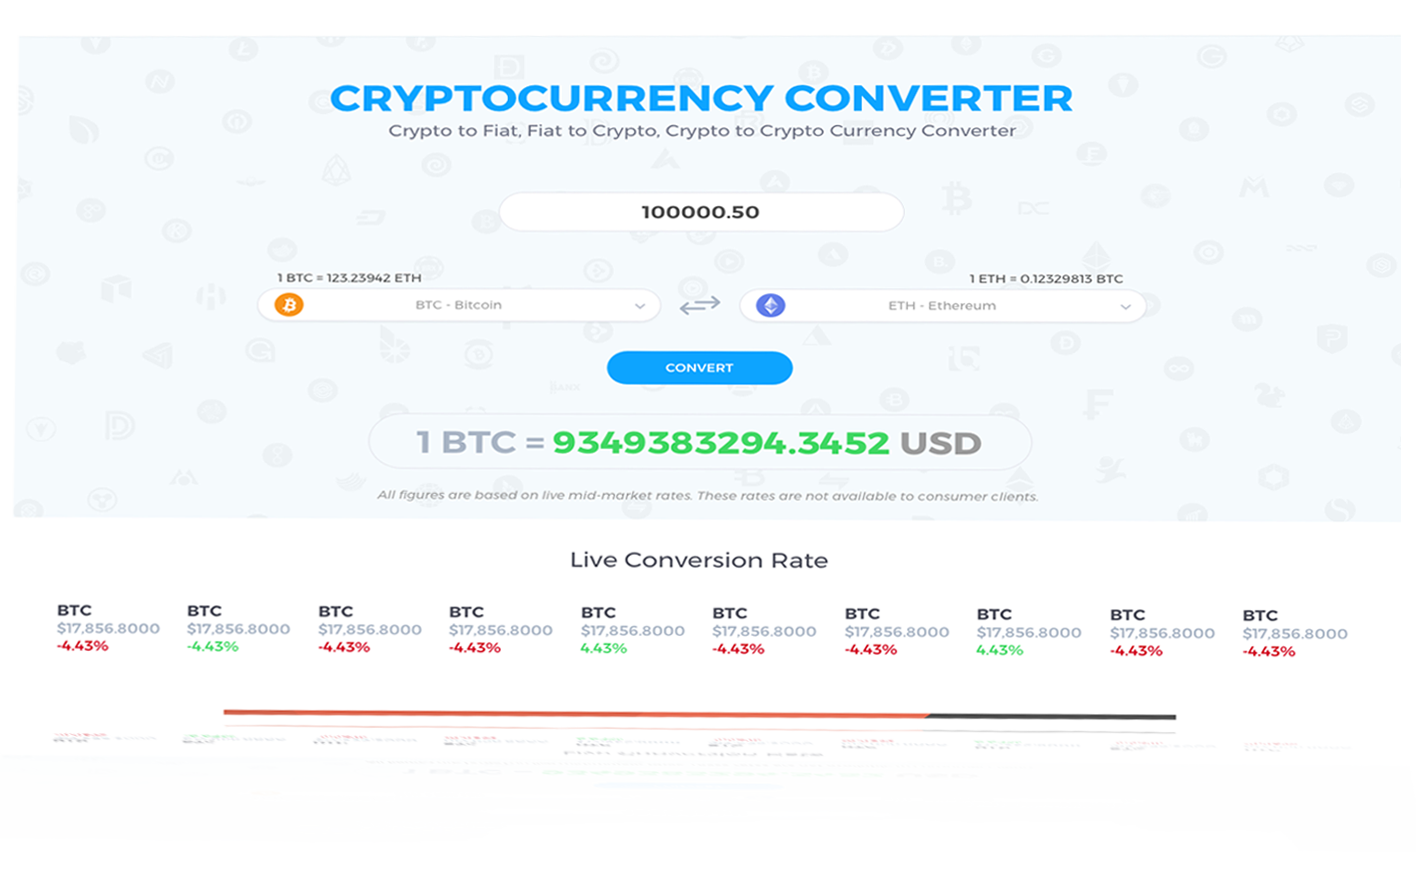 CRYPTOCURRENCY CONVERTER
Crypto to Fiat, Fiat to Crypto, Crypto to Crypto Currency Converter
100000.50
1 BTC = 123.23942 ETH
1 ETH = 0.12329813 BTC
BTC - Bitcoin
ETH - Ethereum
CONVERT
1 BTC = 9349383294.3452 USD
All figures are based on live mid-market rates. These rates are not available to consumer clients.
Live Conversion Rate
BTC BTC BTC BTC BTC BTC BTC BTC BTC BTC
$17,856.8000 $17,856.8000 $17,856.8000 $17,856.8000 $17,856.8000 $17,856.8000 $17,856.8000 $17,856.8000 $17,856.8000 $17,856.8000
-4.43% -4.43% -4.43% -4.43% 4.43% -4.43% -4.43% 4.43% -4.43% -4.43%